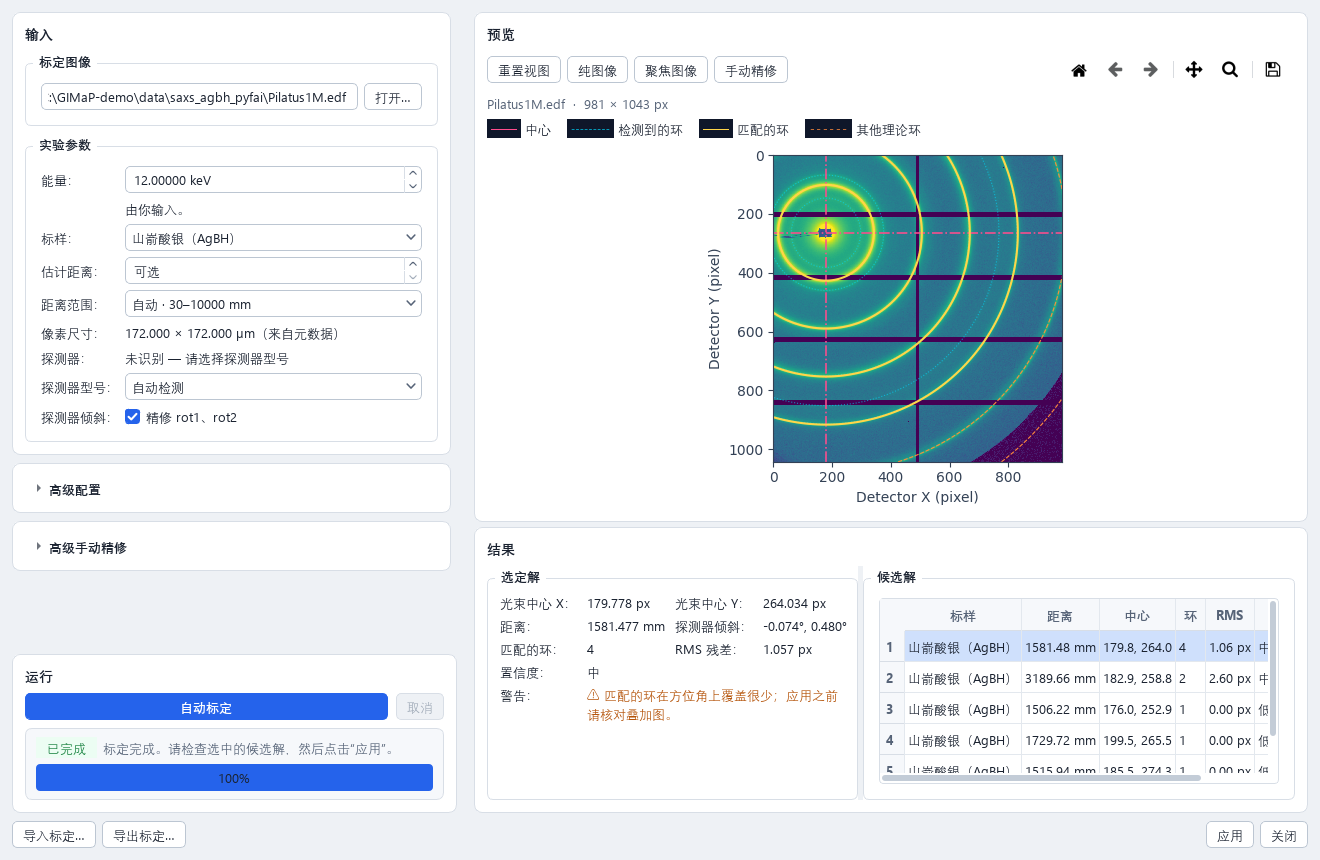 输入
标定图像
:\GIMaP-demo\data\saxs_agbh_pyfai\Pilatus1M.edf
打开...
实验参数
能量:
12.00000 keV
由你输入。
标样:
山嵛酸银（AgBH）
估计距离:
可选
距离范围:
自动 · 30–10000 mm
像素尺寸:
172.000 × 172.000 µm（来自元数据）
探测器:
未识别 — 请选择探测器型号
探测器型号:
自动检测
探测器倾斜:
精修 rot1、rot2
高级配置
高级手动精修
运行
自动标定
取消
已完成
标定完成。请检查选中的候选解，然后点击“应用”。
100%
导入标定...
导出标定...
预览
重置视图
纯图像
聚焦图像
手动精修
Pilatus1M.edf · 981 × 1043 px
中心
检测到的环
匹配的环
其他理论环
0
200
400
600
800
1000
Detector Y (pixel)
0 200 400 600 800
Detector X (pixel)
结果
选定解
光束中心 X: 179.778 px 光束中心 Y: 264.034 px
距离: 1581.477 mm 探测器倾斜: -0.074°, 0.480°
匹配的环: 4 RMS 残差: 1.057 px
置信度: 中
警告: ⚠ 匹配的环在方位角上覆盖很少；应用之前
请核对叠加图。
候选解
标样 距离 中心 环 RMS
1 山嵛酸银（AgBH） 1581.48 mm 179.8, 264.0 4 1.06 px 中
2 山嵛酸银（AgBH） 3189.66 mm 182.9, 258.8 2 2.60 px 中
3 山嵛酸银（AgBH） 1506.22 mm 176.0, 252.9 1 0.00 px 低
4 山嵛酸银（AgBH） 1729.72 mm 199.5, 265.5 1 0.00 px 低
5 山嵛酸银（AgBH） 1515.94 mm 185.5, 274.3 1 0.00 px 低
应用
关闭